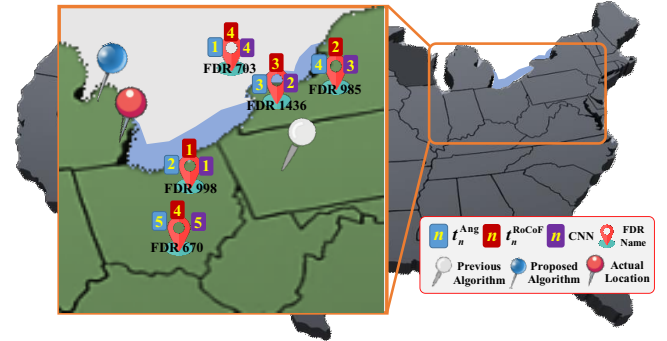 4
1 4
FDR 703
3
3 2
FDR 1436
2
4 3
FDR 985
1
2 1
FDR 998
4
5 5
FDR 670
n t_n^Ang n t_n^RoCoF n CNN FDR Name
Previous Algorithm Proposed Algorithm Actual Location